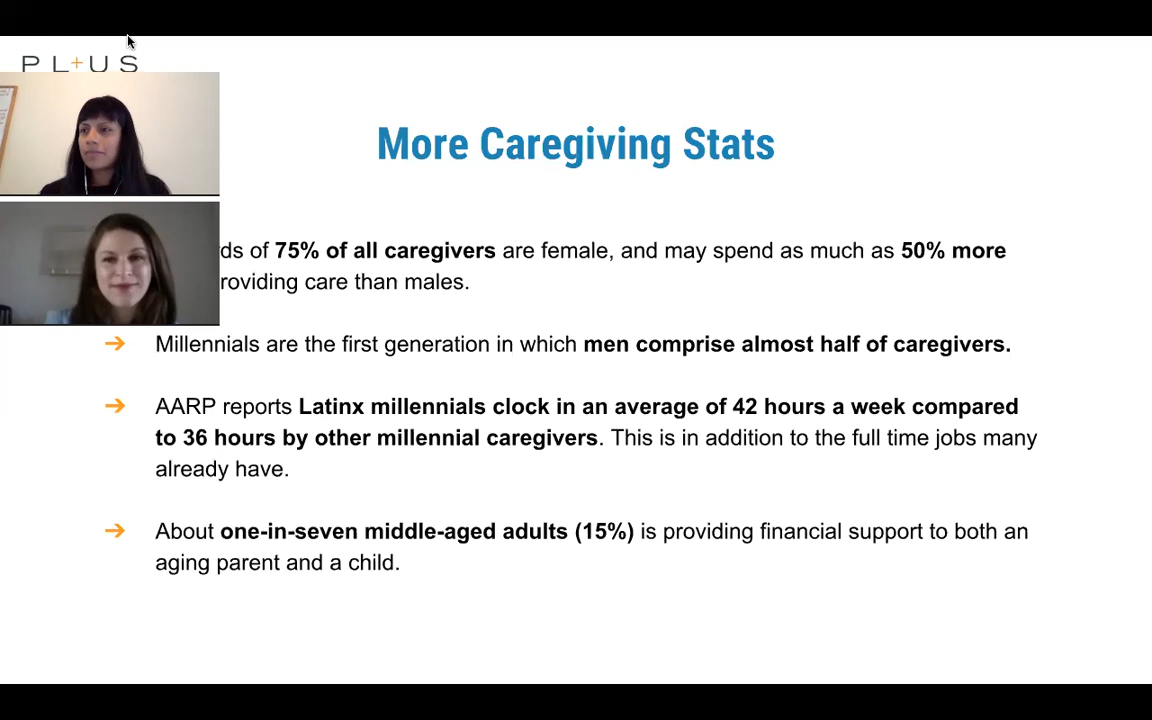 PL+US
More Caregiving Stats
of 75% of all caregivers are female, and may spend as much as 50% more
care than males.
➔ Millennials are the first generation in which men comprise almost half of caregivers.
➔ AARP reports Latinx millennials clock in an average of 42 hours a week compared
to 36 hours by other millennial caregivers. This is in addition to the full time jobs many
already have.
➔ About one-in-seven middle-aged adults (15%) is providing financial support to both an
aging parent and a child.